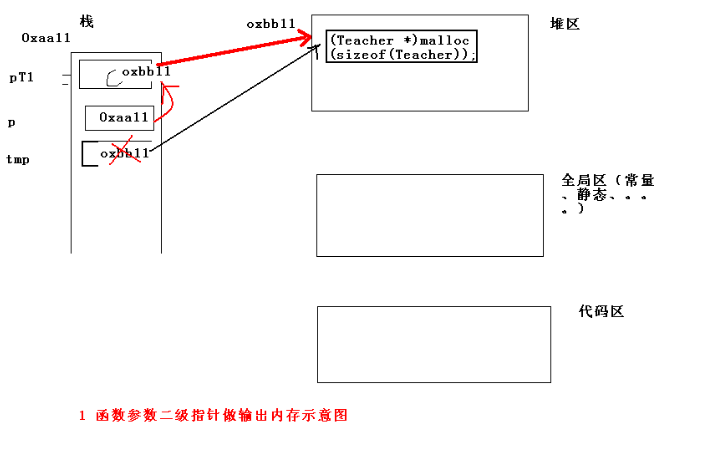 栈
oxbb11
堆区
0xaa11
(Teacher *)malloc
(sizeof(Teacher));
pT1
oxbb11
p
0xaa11
tmp
oxbb11
全局区（常量
、静态、。。
。）
代码区
1 函数参数二级指针做输出内存示意图